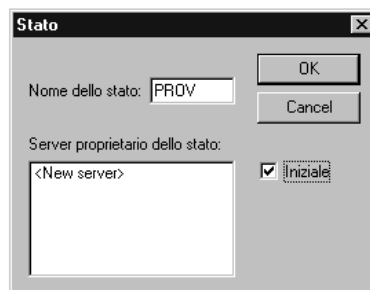 Stato
Nome dello stato: PROV
OK
Cancel
Server proprietario dello stato:
<New server>
Iniziale